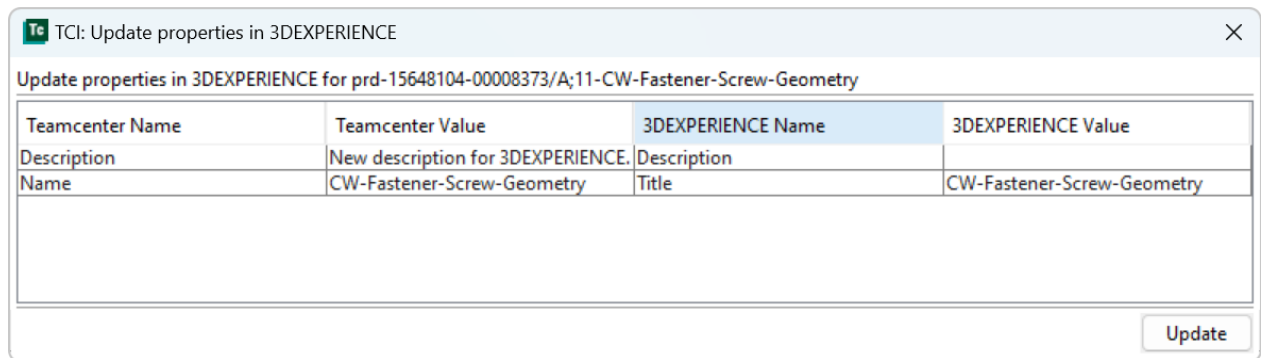 Tc TCI: Update properties in 3DEXPERIENCE
Update properties in 3DEXPERIENCE for prd-15648104-00008373/A;11-CW-Fastener-Screw-Geometry
Teamcenter Name Teamcenter Value 3DEXPERIENCE Name 3DEXPERIENCE Value
Description New description for 3DEXPERIENCE. Description
Name CW-Fastener-Screw-Geometry Title CW-Fastener-Screw-Geometry
Update